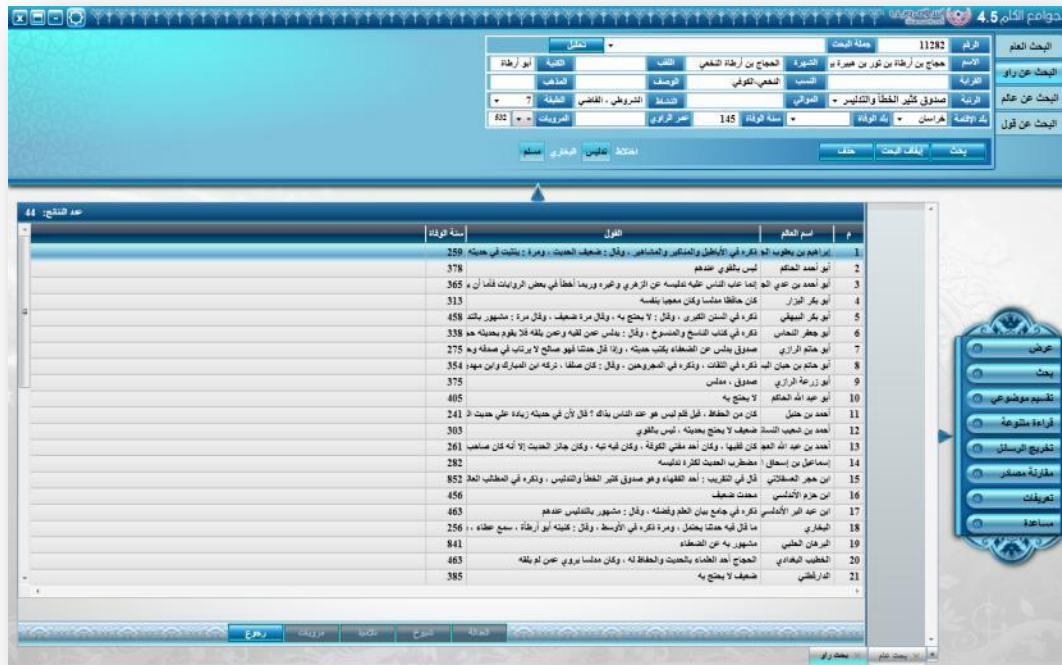 جوامع الكلم 4.5
البحث العام
البحث عن راو
البحث عن عالم
البحث عن قول
الرقم 11282 جملة البحث تحليل
الاسم حجاج بن أرطاة بن ثور بن هبيرة الشهرة الحجاج بن أرطاة النخعي اللقب الكنية أبو أرطاة
القرابة النسب النخعي،الكوفي الوصف المذهب
الرتبة صدوق كثير الخطأ والتدليس الموالي النشاط الشروطي ، القاضي الطبقة 7
بلد الإقامة خراسان بلد الوفاة سنة الوفاة 145 عمر الراوي المرويات 532
بحث إيقاف البحث حذف اختلاط تدليس البخاري مسلم
عدد النتائج: 44
م اسم العالم القول سنة الوفاة
1 إبراهيم بن يعقوب الج ذكره في الأباطيل والمناكير والمشاهير ، وقال : ضعيف الحديث ، ومرة : يتثبت في حديثه 259
2 أبو أحمد الحاكم ليس بالقوي عندهم 378
3 أبو أحمد بن عدي الج إنما عاب الناس عليه تدليسه عن الزهري وغيره وربما أخطأ في بعض الروايات فأما أن 365
4 أبو بكر البزار كان حافظا مدلسا وكان معجبا بنفسه 313
5 أبو بكر البيهقي ذكره في السنن الكبرى ، وقال : لا يحتج به ، وقال مرة ضعيف ، وقال مرة : مشهور بالتد 458
6 أبو جعفر النحاس ذكره في كتاب الناسخ والمنسوخ ، وقال : يدلس عمن لقيه وعمن يلقه فلا يقوم بحديثه حج 338
7 أبو حاتم الرازي صدوق يدلس عن الضعفاء يكتب حديثه ، وإذا قال حدثنا فهو صالح لا يرتاب في صدقه وح 275
8 أبو حاتم بن حبان الب ذكره في الثقات ، وذكره في المجروحين ، وقال : كان صلفا ، تركه ابن المبارك وابن مهدي 354
9 أبو زرعة الرازي صدوق ، مدلس 375
10 أبو عبد الله الحاكم لا يحتج به 405
11 أحمد بن حنبل كان من الحفاظ ، قيل فلم ليس هو عند الناس بذاك ؟ قال لأن في حديثه زيادة على حديث ال 241
12 أحمد بن شعيب النسائ ضعيف لا يحتج بحديثه ، ليس بالقوي 303
13 أحمد بن عبد الله العج كان فقيها ، وكان أحد مفتي الكوفة ، وكان فيه تيه ، وكان جائز الحديث إلا أنه كان صاحب 261
14 إسماعيل بن إسحاق ا مضطرب الحديث لكثرة تدليسه 282
15 ابن حجر العسقلاني قال في التقريب : أحد الفقهاء وهو صدوق كثير الخطأ والتدليس ، وذكره في المطالب العال 852
16 ابن حزم الأندلسي محدث ضعيف 456
17 ابن عبد البر الأندلسي ذكره في جامع بيان العلم وفضله ، وقال : مشهور بالتدليس عندهم 463
18 البخاري ما قال فيه حدثنا يحتمل ، ومرة ذكره في الأوسط ، وقال : كنيته أبو أرطأة ، سمع عطاء ، 256
19 البرهان الحلبي مشهور به عن الضعفاء 841
20 الخطيب البغدادي الحجاج أحد العلماء بالحديث والحفاظ له ، وكان مدلسا يروي عمن لم يلقه 463
21 الدارقطني ضعيف لا يحتج به 385
عرض
بحث
تقسيم موضوعي
قراءة متنوعة
تخريج الرسائل
مقارنة مصادر
تعريفات
مساعدة
العدالة شيوخ تلاميذ مرويات رجوع
بحث عام بحث راو